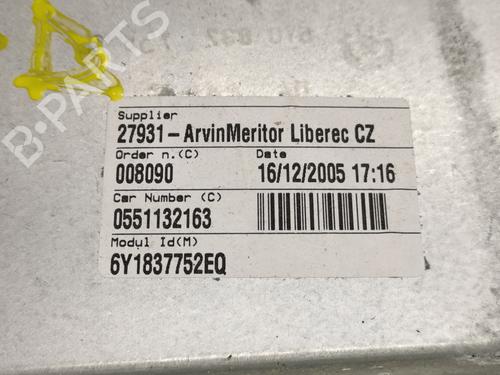 Supplier
27931-ArvinMeritor Liberec CZ
Order n.(C) Date
008090 16/12/2005 17:16
Car Number (C)
0551132163
Modul Id(M)
6Y1837752EQ
B-PARTS